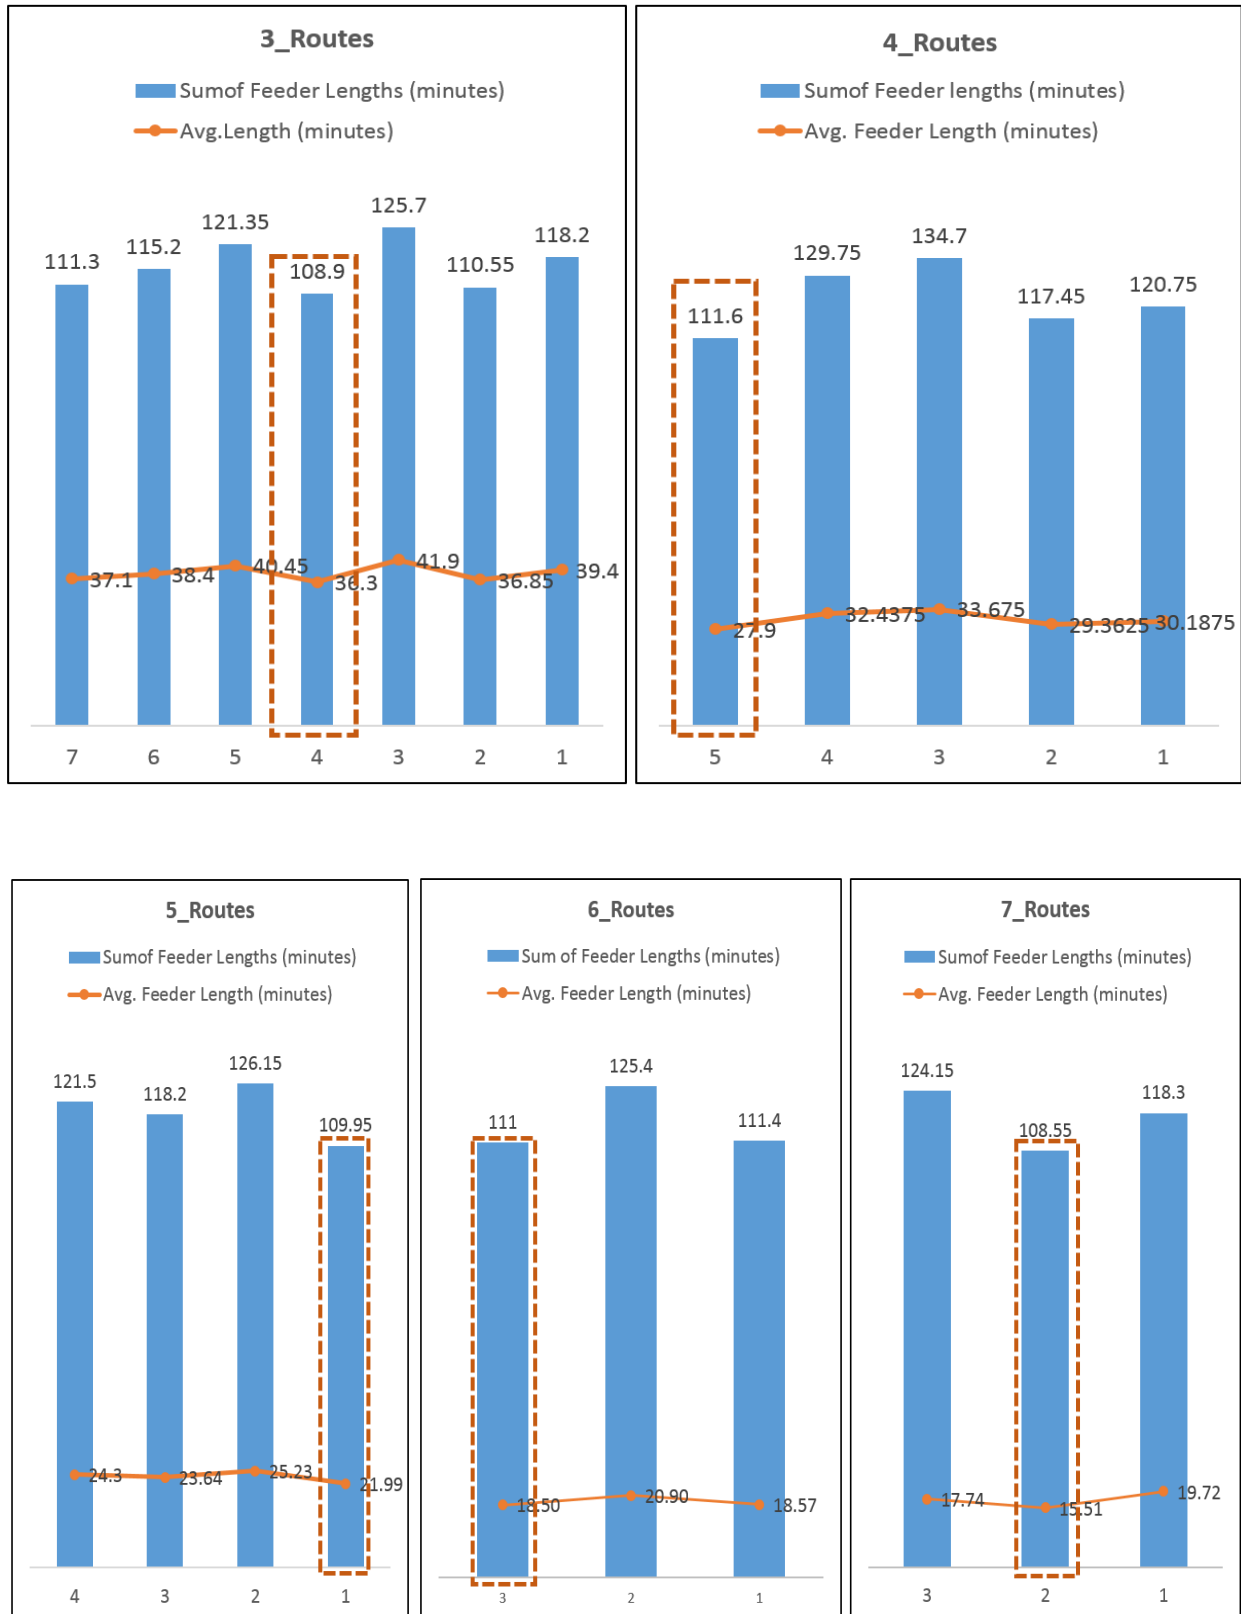 3_Routes
Sumof Feeder Lengths (minutes)
Avg.Length (minutes)
111.3 115.2 121.35 108.9 125.7 110.55 118.2
37.1 38.4 40.45 36.3 41.9 36.85 39.4
7 6 5 4 3 2 1
4_Routes
Sumof Feeder lengths (minutes)
Avg. Feeder Length (minutes)
111.6 129.75 134.7 117.45 120.75
27.9 32.4375 33.675 29.3625 30.1875
5 4 3 2 1
5_Routes
Sumof Feeder Lengths (minutes)
Avg. Feeder Length (minutes)
121.5 118.2 126.15 109.95
24.3 23.64 25.23 21.99
4 3 2 1
6_Routes
Sum of Feeder Lengths (minutes)
Avg. Feeder Length (minutes)
111 125.4 111.4
18.50 20.90 18.57
3 2 1
7_Routes
Sumof Feeder Lengths (minutes)
Avg. Feeder Length (minutes)
124.15 108.55 118.3
17.74 15.51 19.72
3 2 1